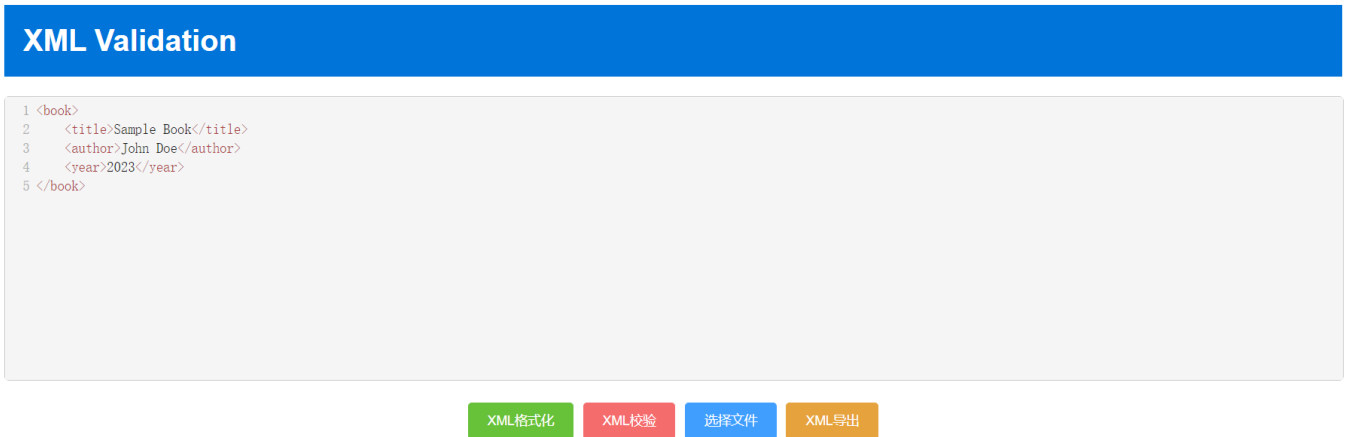 XML Validation
1 <book>
2     <title>Sample Book</title>
3     <author>John Doe</author>
4     <year>2023</year>
5 </book>
XML格式化 XML校验 选择文件 XML导出